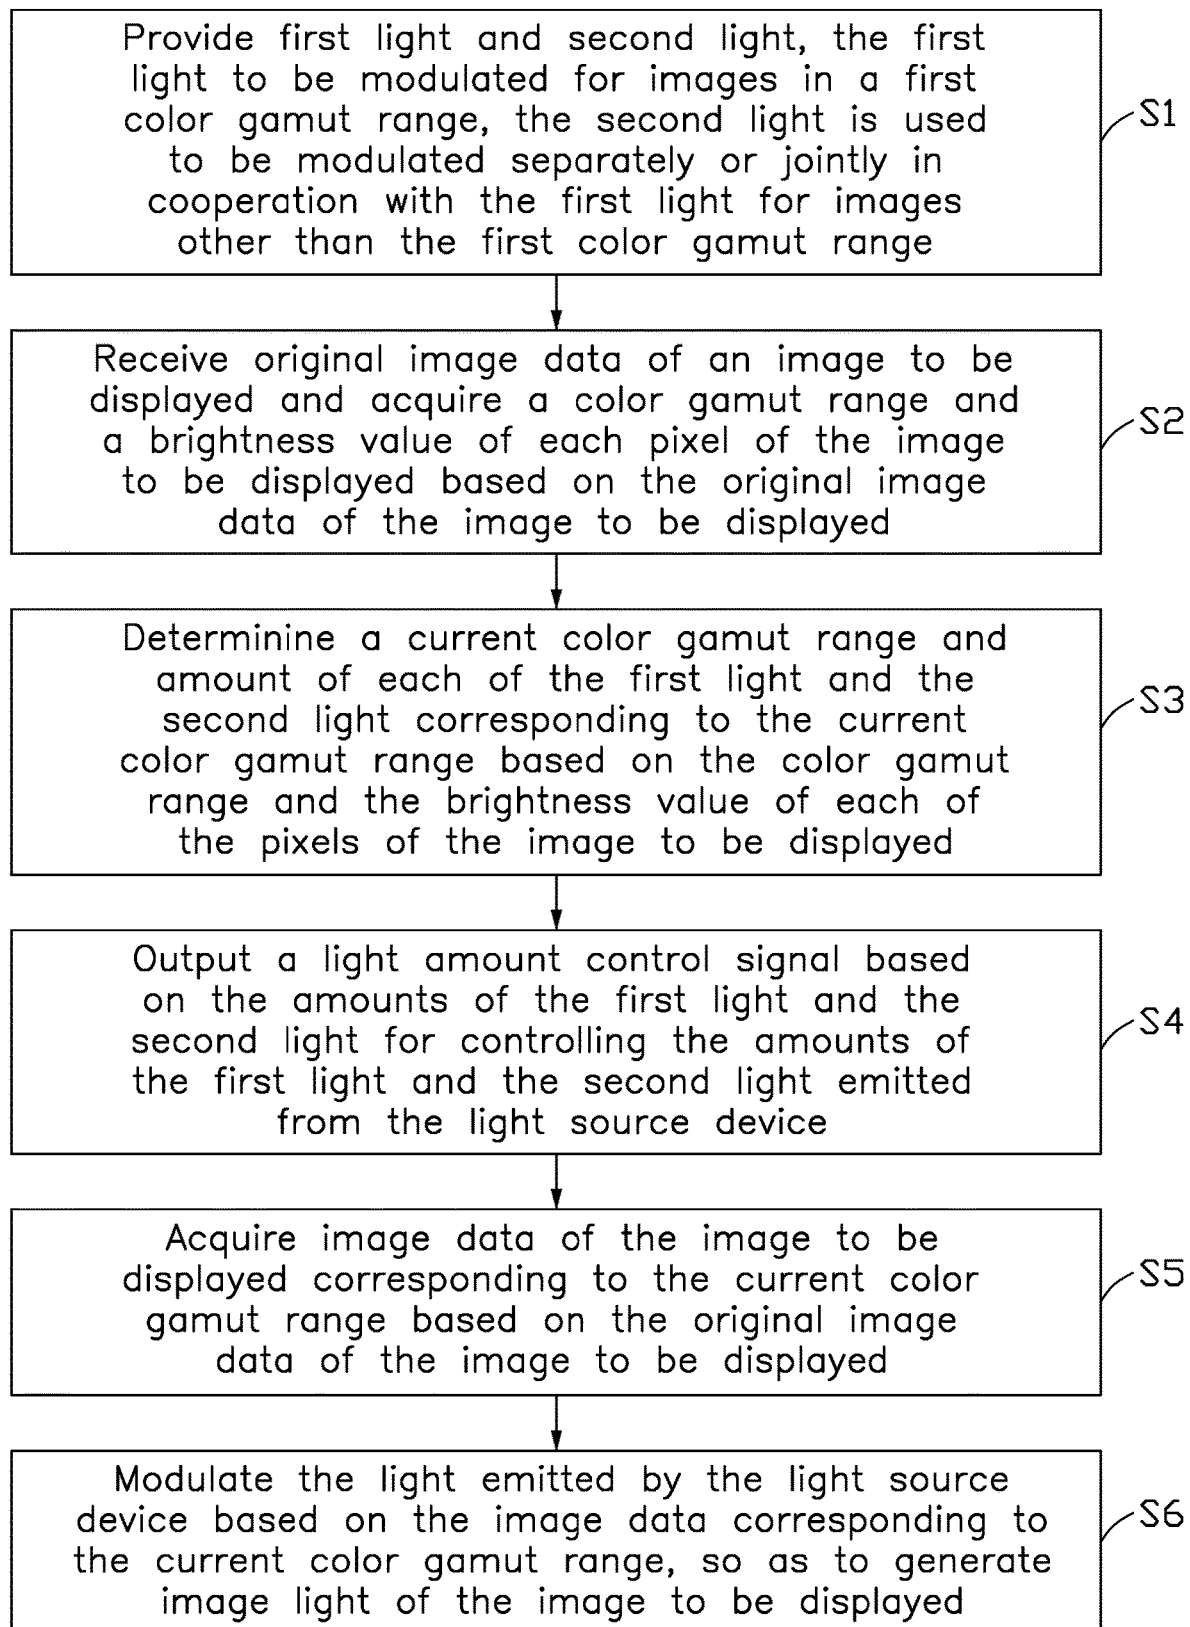 Provide first light and second light, the first
light to be modulated for images in a first
color gamut range, the second light is used
to be modulated separately or jointly in
cooperation with the first light for images
other than the first color gamut range
S1
Receive original image data of an image to be
displayed and acquire a color gamut range and
a brightness value of each pixel of the image
to be displayed based on the original image
data of the image to be displayed
S2
Determinine a current color gamut range and
amount of each of the first light and the
second light corresponding to the current
color gamut range based on the color gamut
range and the brightness value of each of
the pixels of the image to be displayed
S3
Output a light amount control signal based
on the amounts of the first light and the
second light for controlling the amounts of
the first light and the second light emitted
from the light source device
S4
Acquire image data of the image to be
displayed corresponding to the current color
gamut range based on the original image
data of the image to be displayed
S5
Modulate the light emitted by the light source
device based on the image data corresponding to
the current color gamut range, so as to generate
image light of the image to be displayed
S6